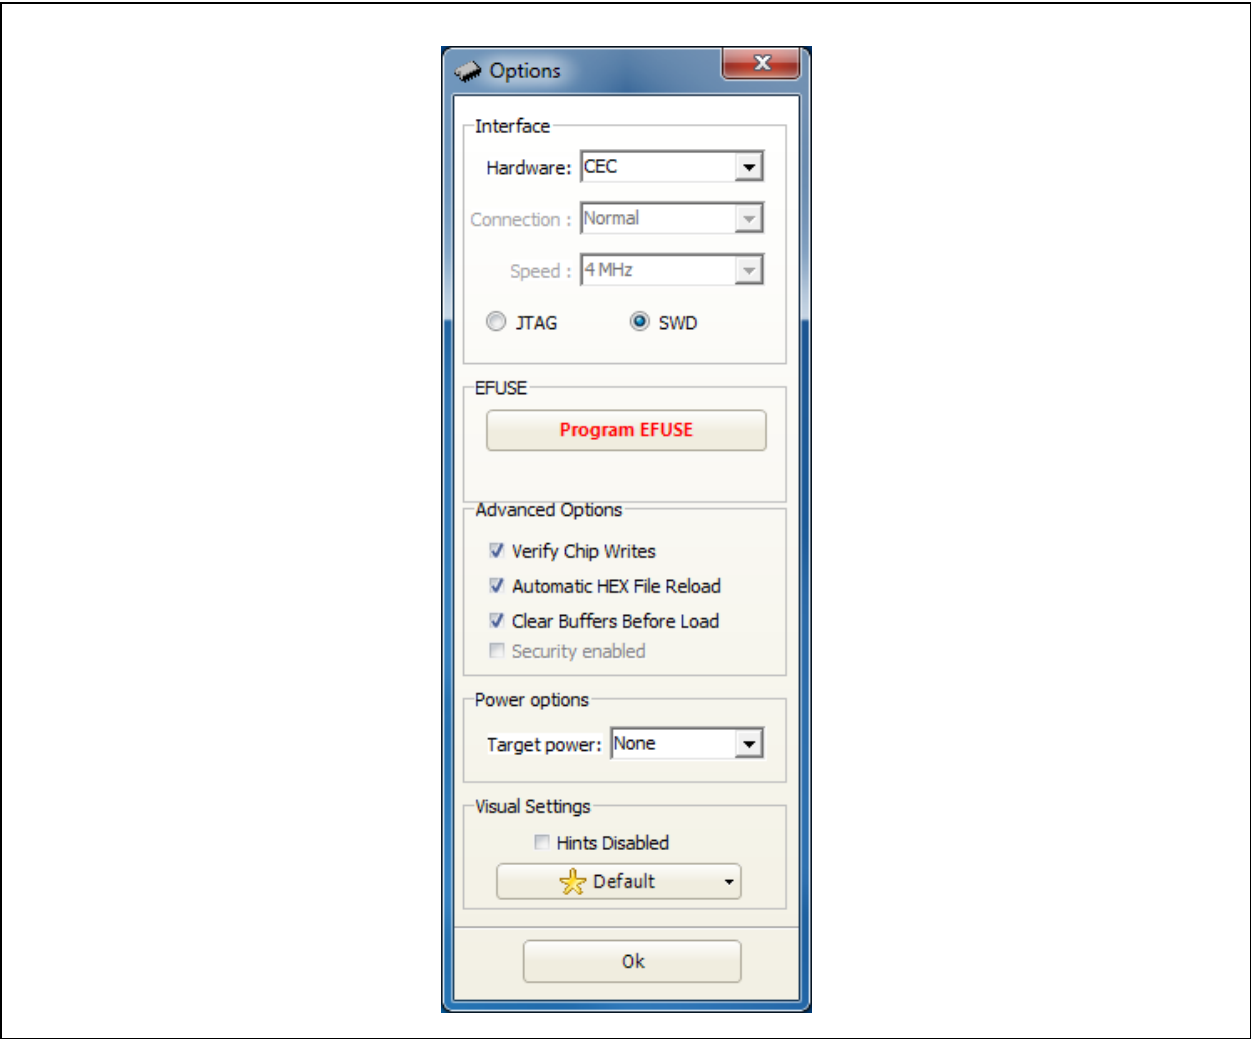 Options
Interface
Hardware: CEC
Connection : Normal
Speed : 4 MHz
JTAG SWD
EFUSE
Program EFUSE
Advanced Options
Verify Chip Writes
Automatic HEX File Reload
Clear Buffers Before Load
Security enabled
Power options
Target power: None
Visual Settings
Hints Disabled
Default
Ok